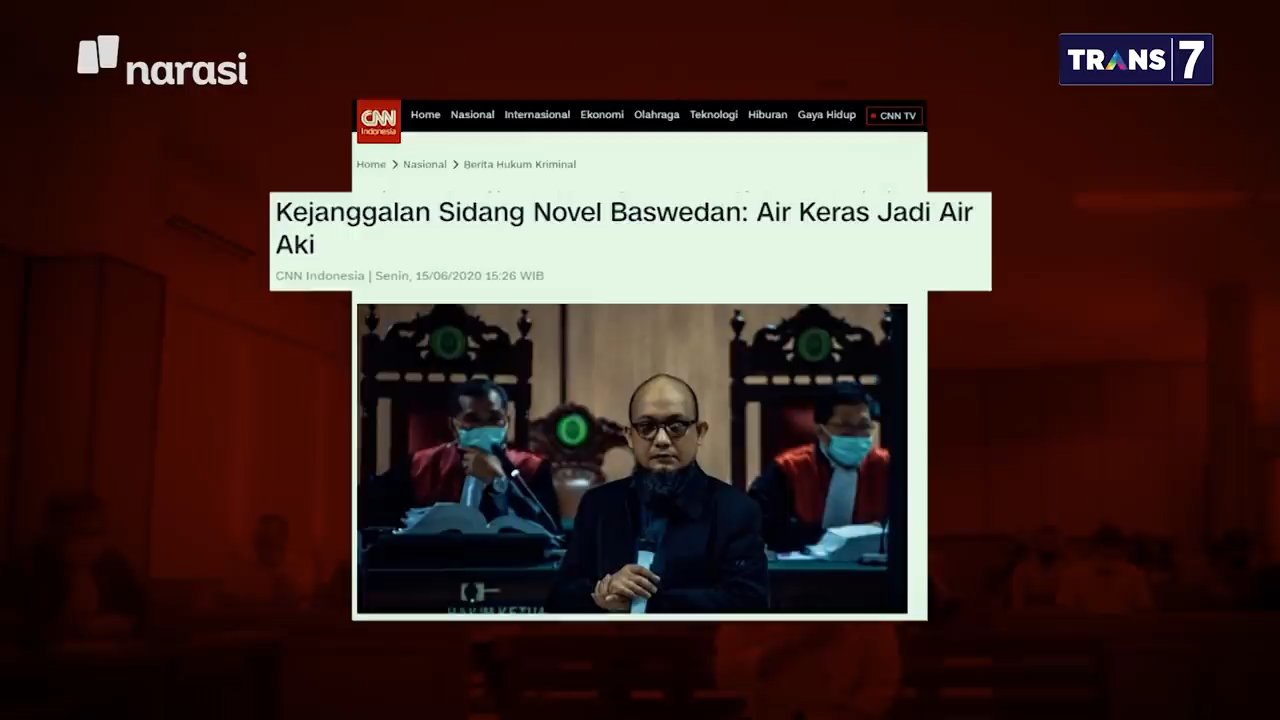 narasi
TRANS 7
CNN
Indonesia
Home Nasional Internasional Ekonomi Olahraga Teknologi Hiburan Gaya Hidup CNN TV
Home > Nasional > Berita Hukum Kriminal
Kejanggalan Sidang Novel Baswedan: Air Keras Jadi Air
Aki
CNN Indonesia | Senin, 15/06/2020 15:26 WIB
HAKIM KETUA